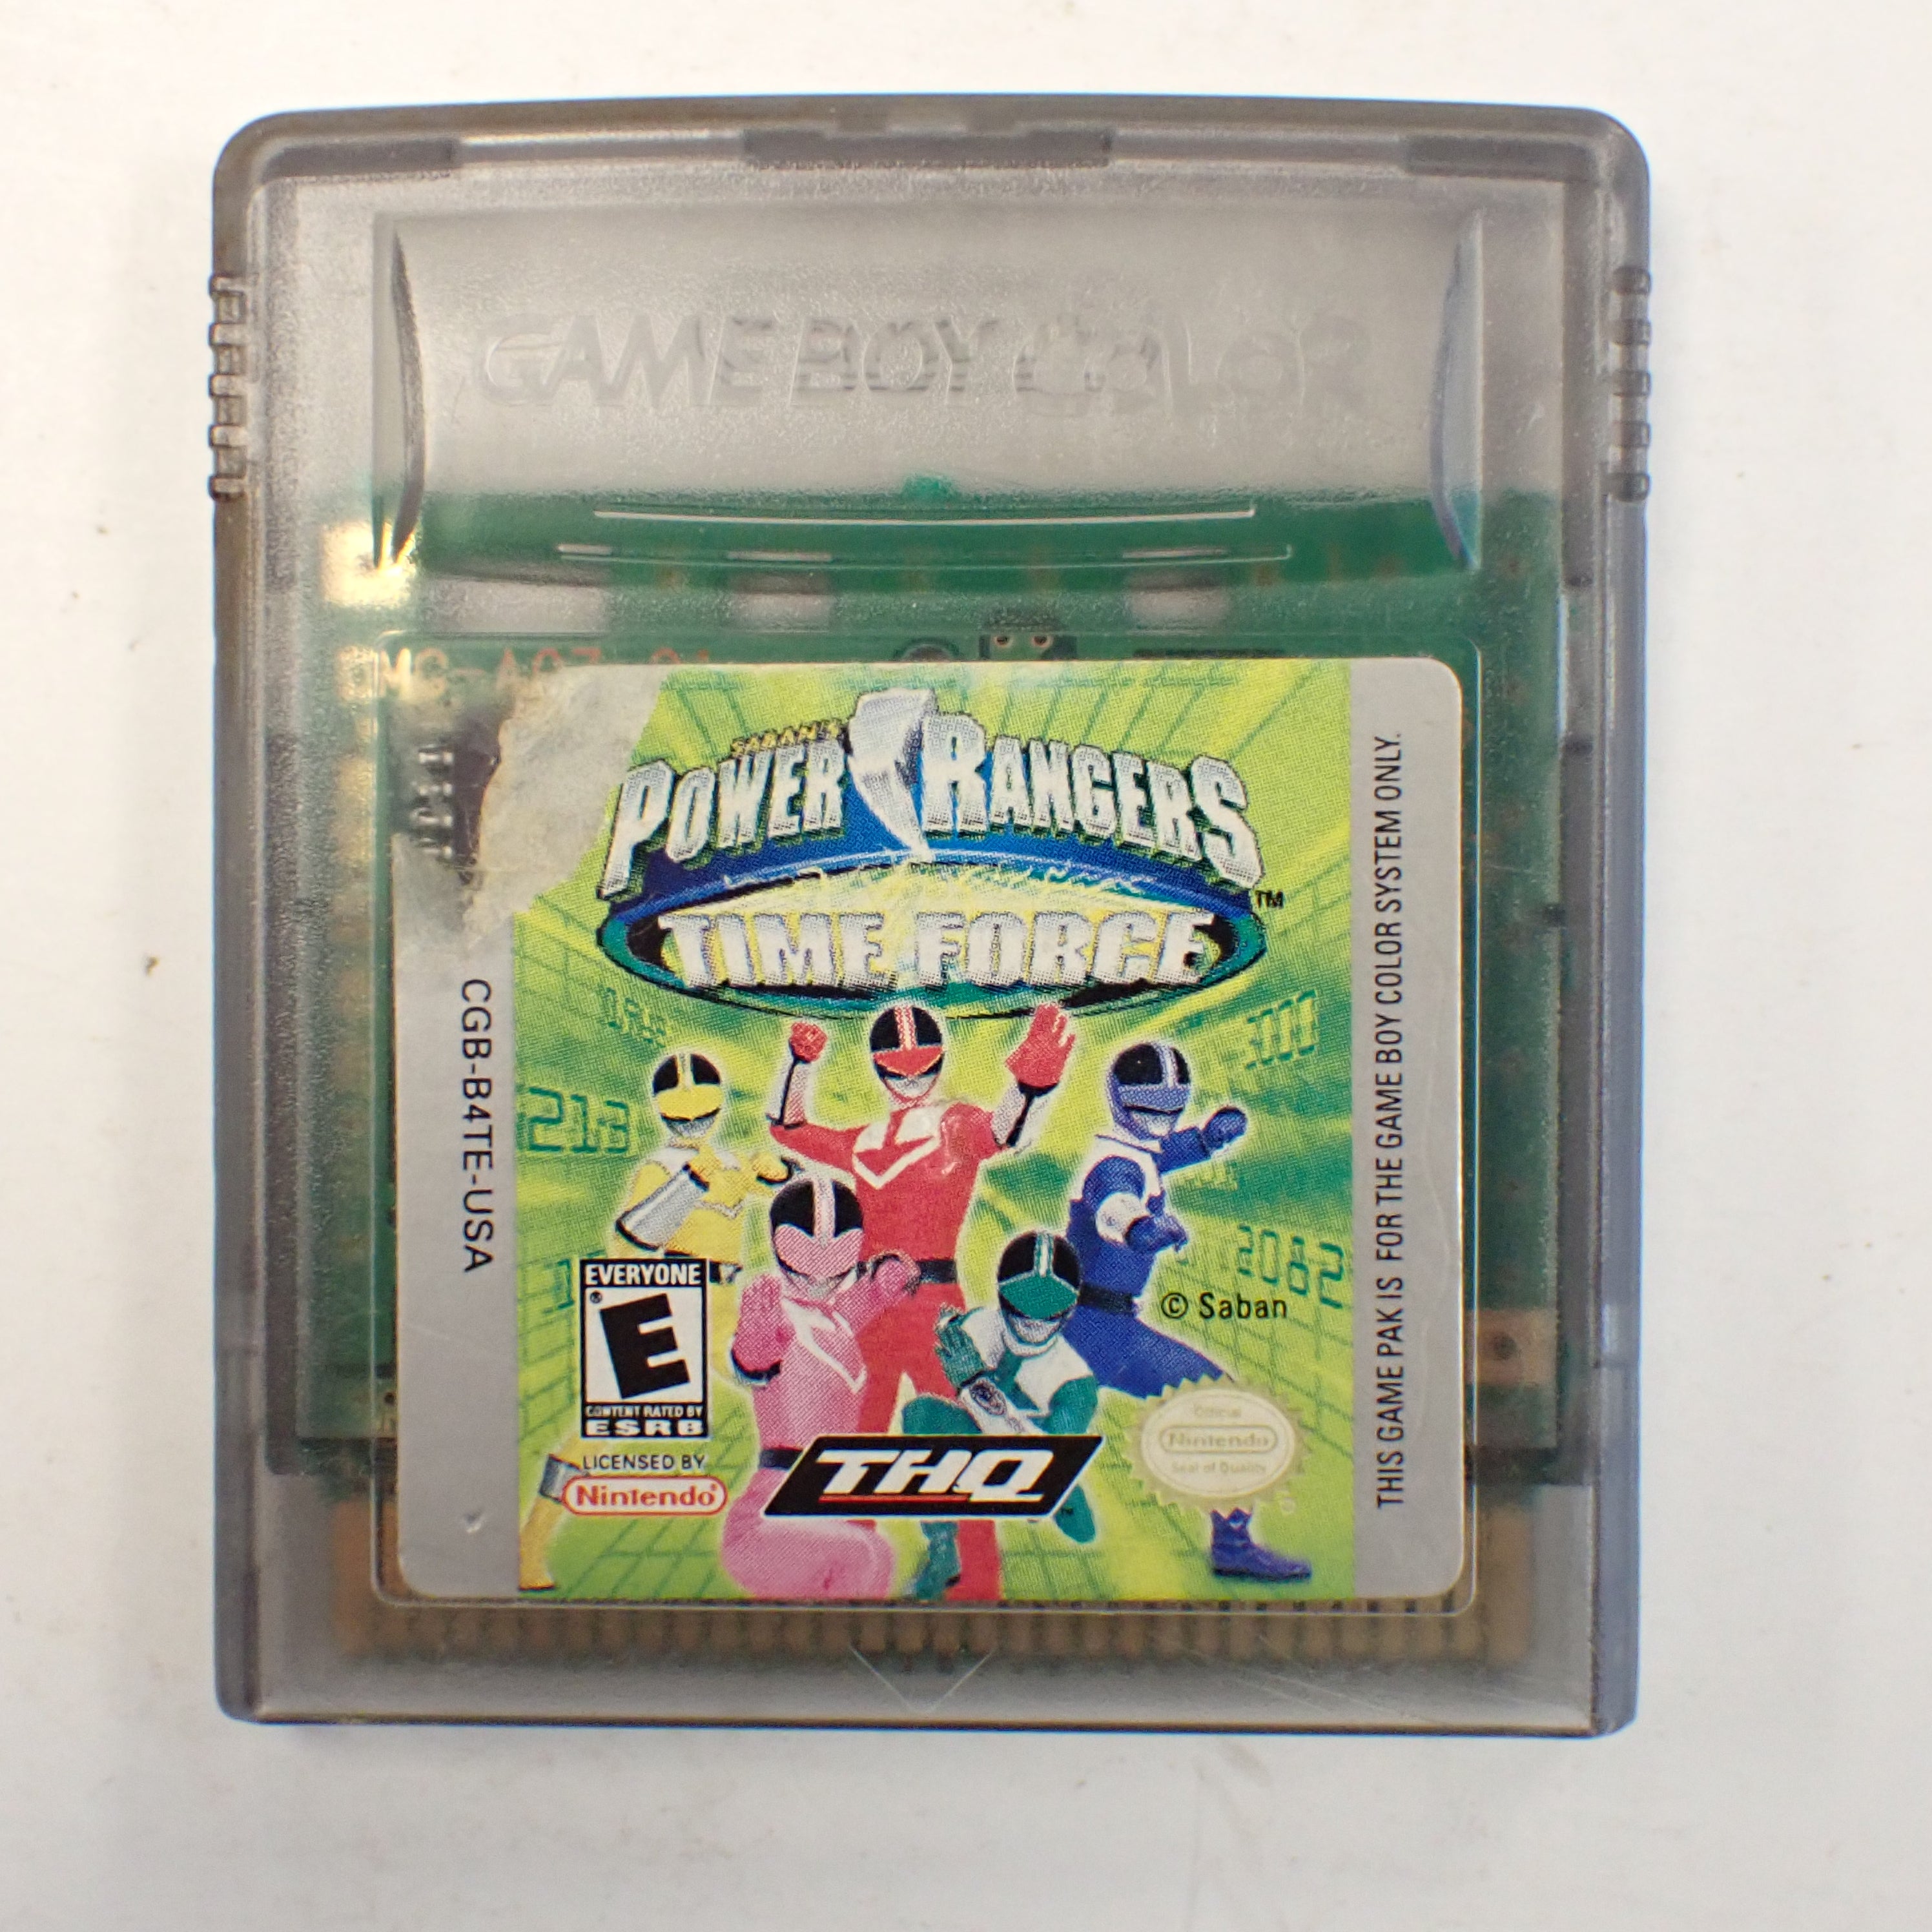 GAME BOY COLOR
SABAN'S
POWER RANGERS
TIME FORCE
TM
CGB-B4TE-USA
THIS GAME PAK IS FOR THE GAME BOY COLOR SYSTEM ONLY.
213
EVERYONE
E
®
CONTENT RATED BY
ESRB
© Saban
LICENSED BY
Nintendo®
THQ
Official
Nintendo
Seal of Quality